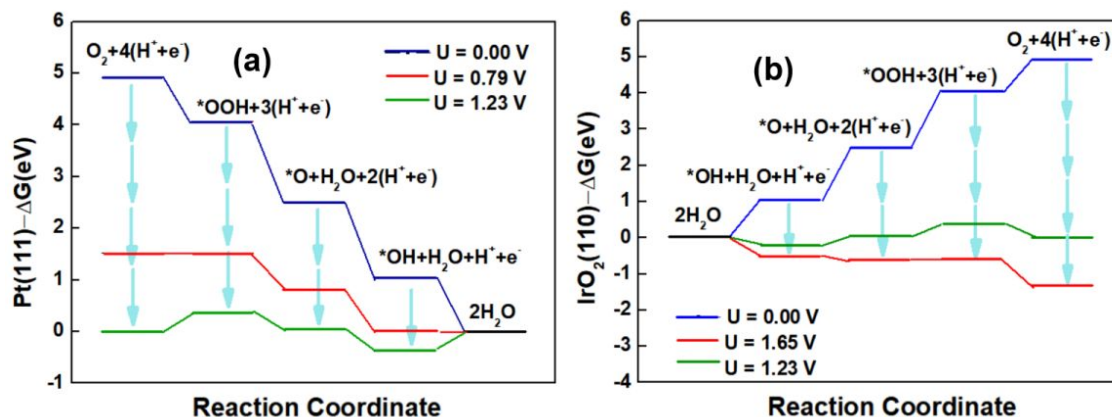 (a)
O₂+4(H⁺+e⁻)
*OOH+3(H⁺+e⁻)
*O+H₂O+2(H⁺+e⁻)
*OH+H₂O+H⁺+e⁻
2H₂O
U = 0.00 V
U = 0.79 V
U = 1.23 V
6
5
4
3
2
1
0
-1
Pt(111)−ΔG(eV)
Reaction Coordinate
(b)
O₂+4(H⁺+e⁻)
*OOH+3(H⁺+e⁻)
*O+H₂O+2(H⁺+e⁻)
*OH+H₂O+H⁺+e⁻
2H₂O
U = 0.00 V
U = 1.65 V
U = 1.23 V
6
5
4
3
2
1
0
-1
-2
-3
-4
IrO₂(110)−ΔG(eV)
Reaction Coordinate